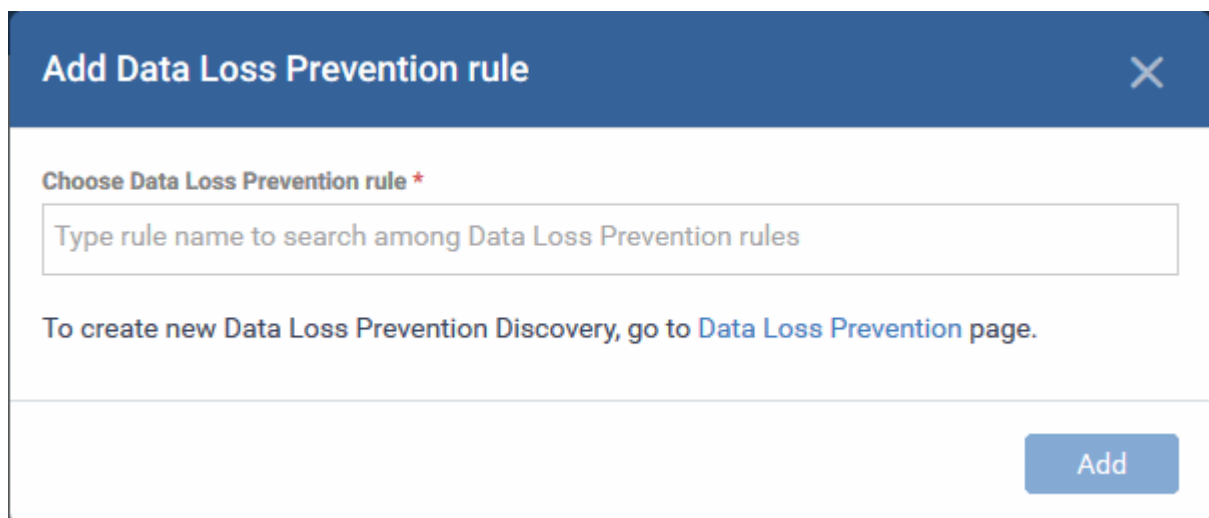 Add Data Loss Prevention rule
Choose Data Loss Prevention rule *
Type rule name to search among Data Loss Prevention rules
To create new Data Loss Prevention Discovery, go to Data Loss Prevention page.
Add